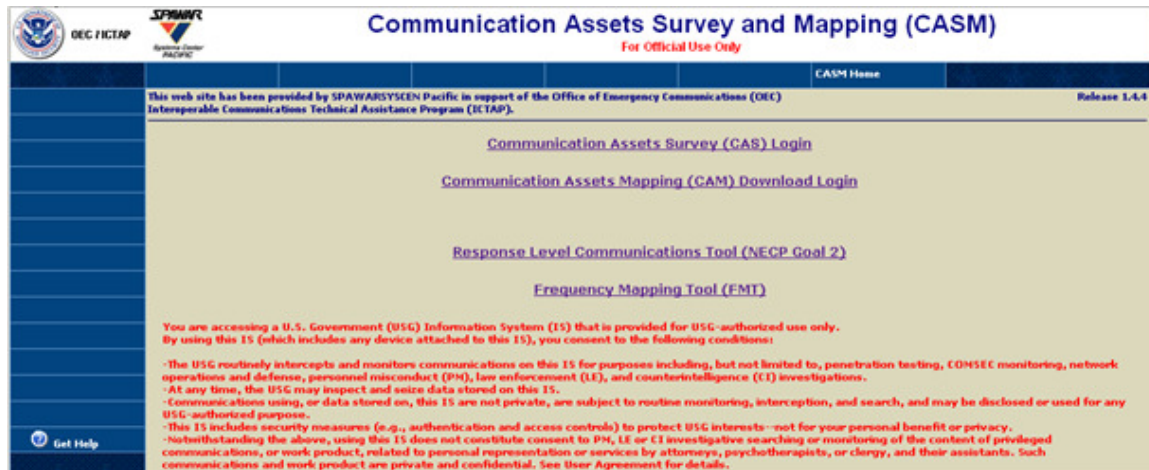 OEC / ICTAP
SPAWAR
Systems Center
PACIFIC
Communication Assets Survey and Mapping (CASM)
For Official Use Only
CASM Home
This web site has been provided by SPAWARSYSCEN Pacific in support of the Office of Emergency Communications (OEC)
Interoperable Communications Technical Assistance Program (ICTAP).
Release 1.4.4
Communication Assets Survey (CAS) Login
Communication Assets Mapping (CAM) Download Login
Response Level Communications Tool (NECP Goal 2)
Frequency Mapping Tool (FMT)
You are accessing a U.S. Government (USG) Information System (IS) that is provided for USG-authorized use only.
By using this IS (which includes any device attached to this IS), you consent to the following conditions:
-The USG routinely intercepts and monitors communications on this IS for purposes including, but not limited to, penetration testing, COMSEC monitoring, network
operations and defense, personnel misconduct (PM), law enforcement (LE), and counterintelligence (CI) investigations.
-At any time, the USG may inspect and seize data stored on this IS.
-Communications using, or data stored on, this IS are not private, are subject to routine monitoring, interception, and search, and may be disclosed or used for any
USG-authorized purpose.
-This IS includes security measures (e.g., authentication and access controls) to protect USG interests--not for your personal benefit or privacy.
-Notwithstanding the above, using this IS does not constitute consent to PM, LE or CI investigative searching or monitoring of the content of privileged
communications, or work product, related to personal representation or services by attorneys, psychotherapists, or clergy, and their assistants. Such
communications and work product are private and confidential. See User Agreement for details.
Get Help